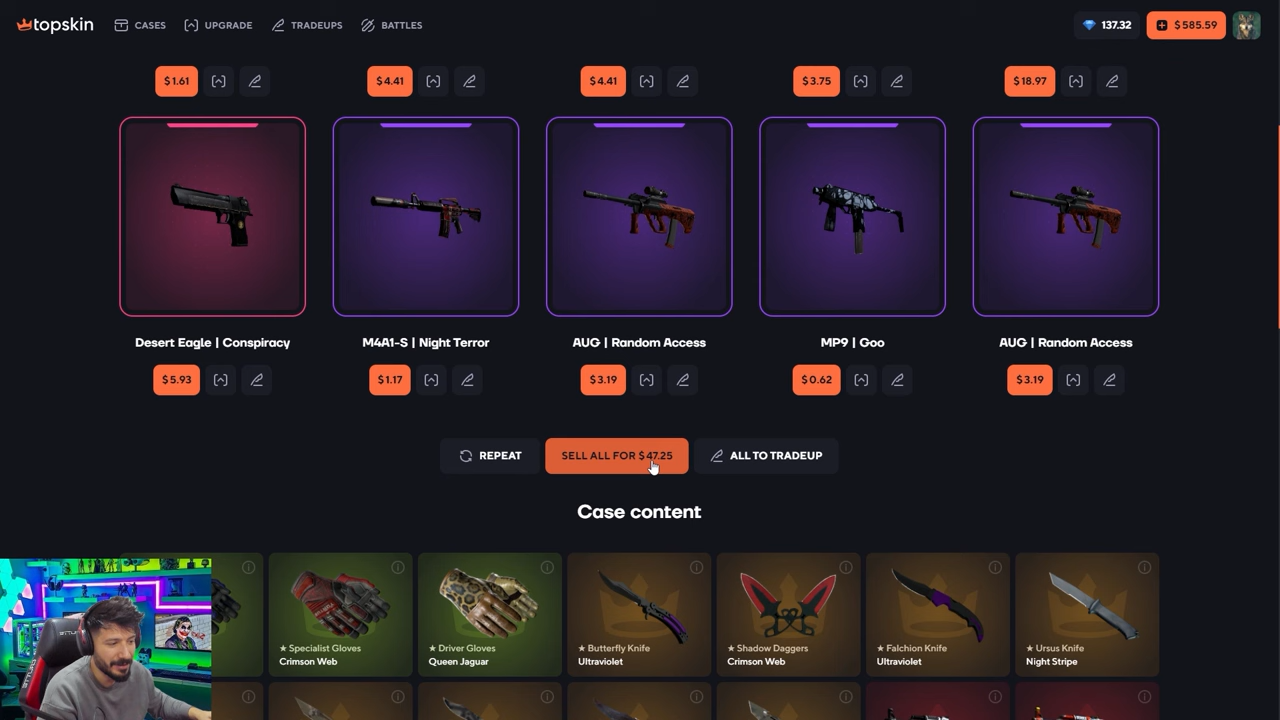 topskin
CASES
UPGRADE
TRADEUPS
BATTLES
137.32
$585.59
$1.61
$4.41
$4.41
$3.75
$18.97
Desert Eagle | Conspiracy
M4A1-S | Night Terror
AUG | Random Access
MP9 | Goo
AUG | Random Access
$5.93
$1.17
$3.19
$0.62
$3.19
REPEAT
SELL ALL FOR $47.25
ALL TO TRADEUP
Case content
★ Specialist Gloves
Crimson Web
★ Driver Gloves
Queen Jaguar
★ Butterfly Knife
Ultraviolet
★ Shadow Daggers
Crimson Web
★ Falchion Knife
Ultraviolet
★ Ursus Knife
Night Stripe